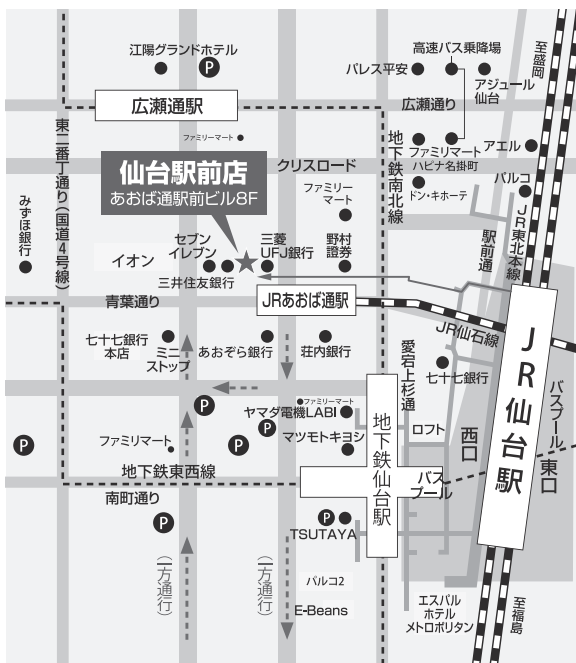 江陽グランドホテル
P
高速バス乗降場
パレス平安
アジュール
仙台
至盛岡
広瀬通駅
広瀬通り
ファミリーマート
東二番丁通り(国道4号線)
地下鉄南北線
ファミリーマート
ハピナ名掛町
アエル
仙台駅前店
あおば通駅前ビル8F
クリスロード
ドン・キホーテ
パルコ
ファミリー
マート
みずほ銀行
駅前通
JR東北本線
イオン
セブン
イレブン
三井住友銀行
三菱
UFJ銀行
野村
證券
青葉通り
JRあおば通駅
JR仙石線
JR仙台駅
七十七銀行
本店
ミニ
ストップ
あおぞら銀行
荘内銀行
愛宕上杉通
七十七銀行
バスプール
P
ファミリーマート
ヤマダ電機LABI
P
P
P
ファミリーマート
マツモトキヨシ
ロフト
西口
東口
地下鉄東西線
地下鉄仙台駅
バス
プール
南町通り
P
P
TSUTAYA
(一方通行)
(一方通行)
パルコ2
E-Beans
エスパル
ホテル
メトロポリタン
至福島